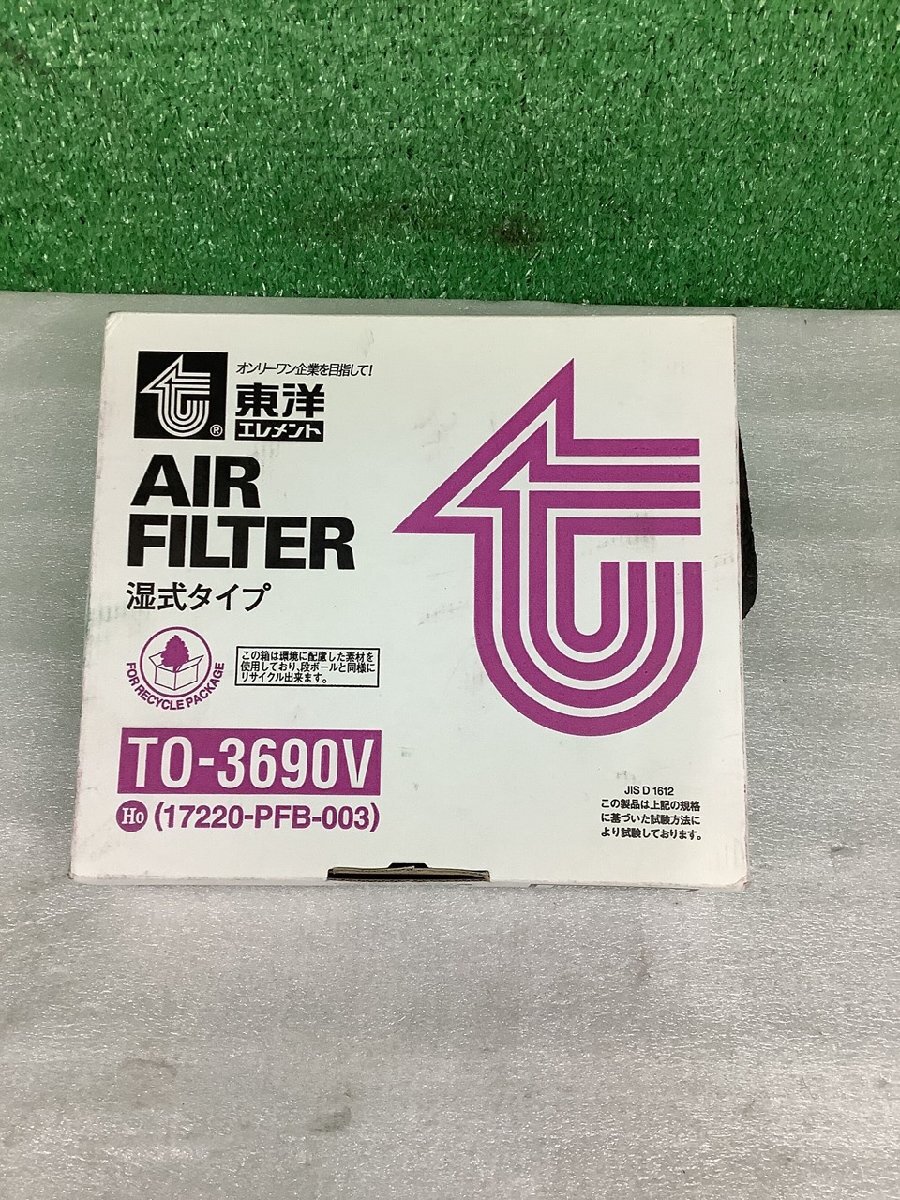 オンリーワン企業を目指して!
東洋
エレメント
®
AIR
FILTER
湿式タイプ
FOR RECYCLE PACKAGE
この箱は環境に配慮した素材を
使用しており、段ボールと同様に
リサイクル出来ます。
TO-3690V
HO (17220-PFB-003)
JIS D 1612
この製品は上記の規格
に基づいた試験方法に
より試験しております。